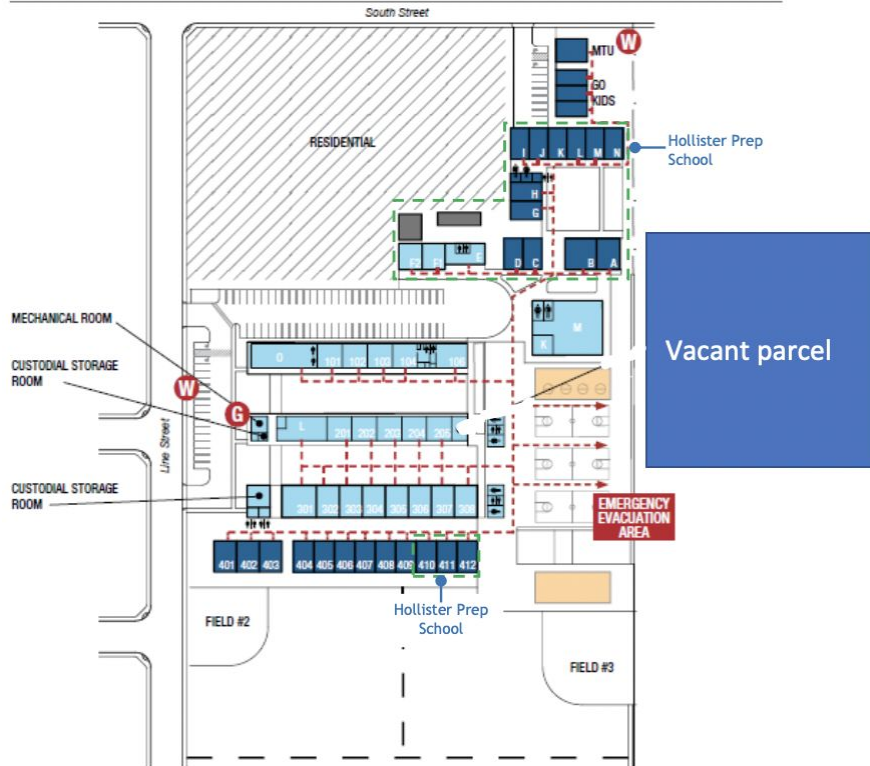 South Street
W
MTU
GO
KIDS
RESIDENTIAL
I J K L M N
Hollister Prep
School
H
G
F2 F1 E D C B A
M
K
Vacant parcel
MECHANICAL ROOM
O 101 102 103 104 106
CUSTODIAL STORAGE
ROOM
W
G
L 201 202 203 204 205
Line Street
CUSTODIAL STORAGE
ROOM
301 302 303 304 305 306 307 308
EMERGENCY
EVACUATION
AREA
401 402 403 404 405 406 407 408 409 410 411 412
Hollister Prep
School
FIELD #2
FIELD #3